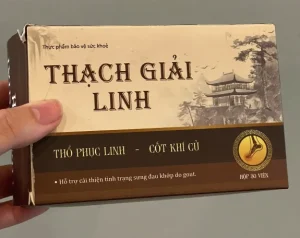 Thực phẩm bảo vệ sức khoẻ
THẠCH GIẢI
LINH
THỔ PHỤC LINH - CỐT KHÍ CỦ
• Hỗ trợ cải thiện tình trạng sưng đau khớp do gout.
HỘP 30 VIÊN